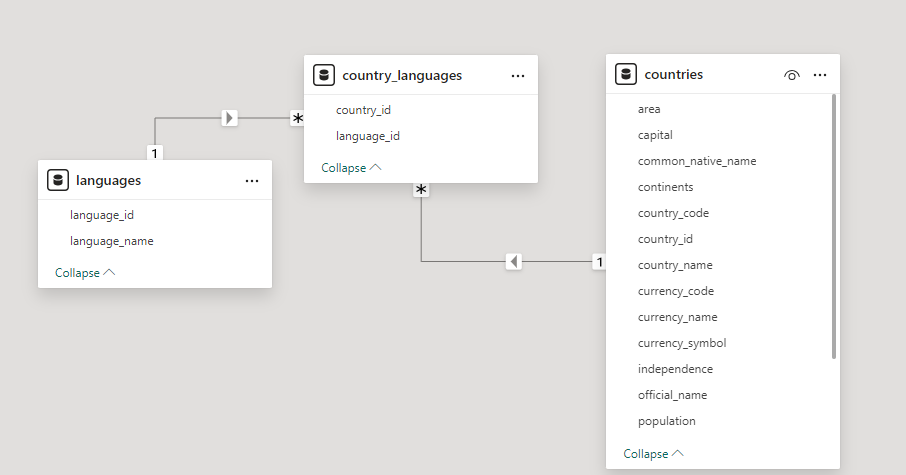 country_languages
country_id
language_id
Collapse
languages
language_id
language_name
Collapse
countries
area
capital
common_native_name
continents
country_code
country_id
country_name
currency_code
currency_name
currency_symbol
independence
official_name
population
Collapse
1
*
*
1